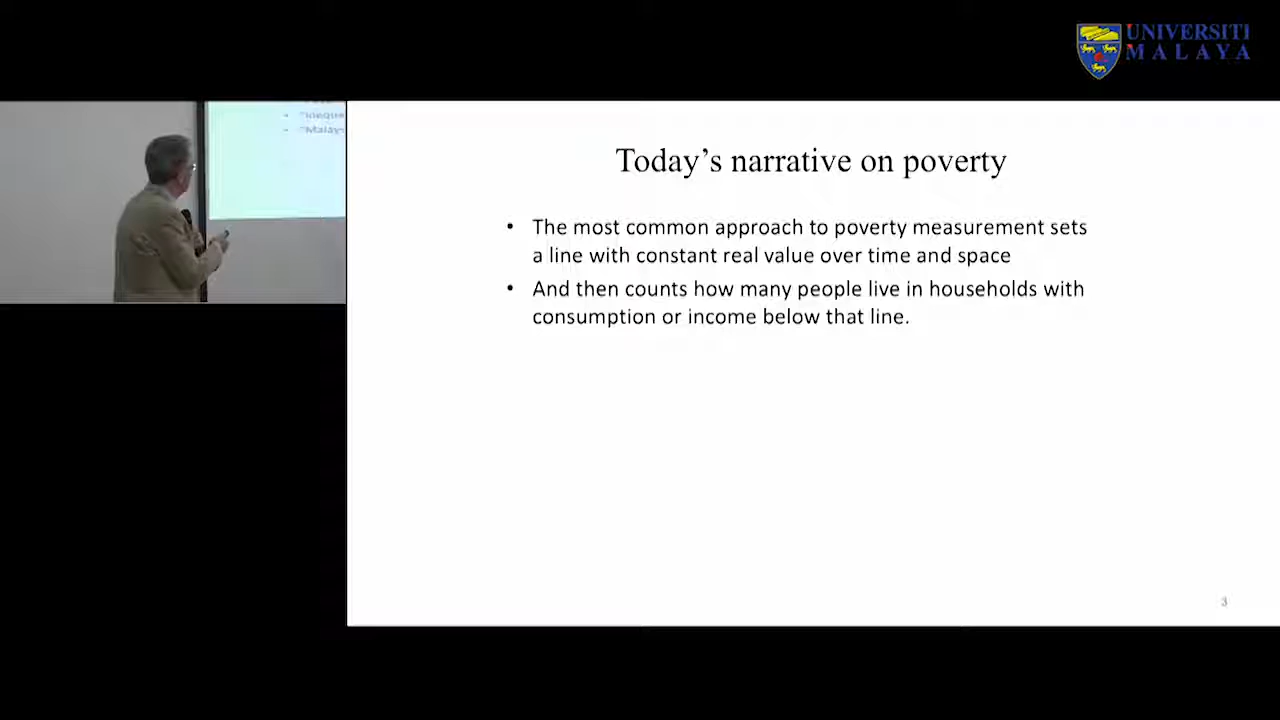 UNIVERSITI
MALAYA
Today’s narrative on poverty
• The most common approach to poverty measurement sets
a line with constant real value over time and space
• And then counts how many people live in households with
consumption or income below that line.
3